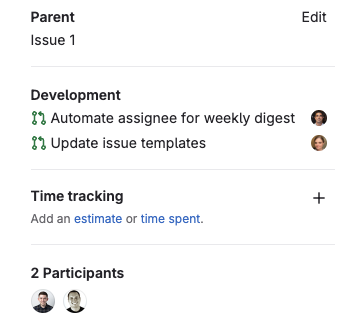 Parent Edit
Issue 1
Development
Automate assignee for weekly digest
Update issue templates
Time tracking
Add an estimate or time spent.
2 Participants